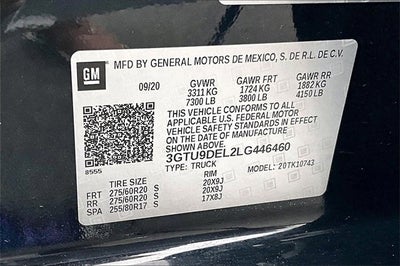 GM
MFD BY GENERAL MOTORS DE MEXICO, S. DE R.L. DE C.V.
09/20 GVWR GAWR FRT GAWR RR
3311 KG 1724 KG 1882 KG
7300 LB 3800 LB 4150 LB
THIS VEHICLE CONFORMS TO ALL
APPLICABLE U.S. FEDERAL MOTOR
VEHICLE SAFETY STANDARDS IN EFFECT
ON THE DATE OF MANUFACTURE
SHOWN ABOVE.
3GTU9DEL2LG446460
8555 TYPE: TRUCK MODEL: 20TK10743
TIRE SIZE RIM
FRT 275/60R20 S 20X9J
RR 275/60R20 S 20X9J
SPA 255/80R17 S 17X8J